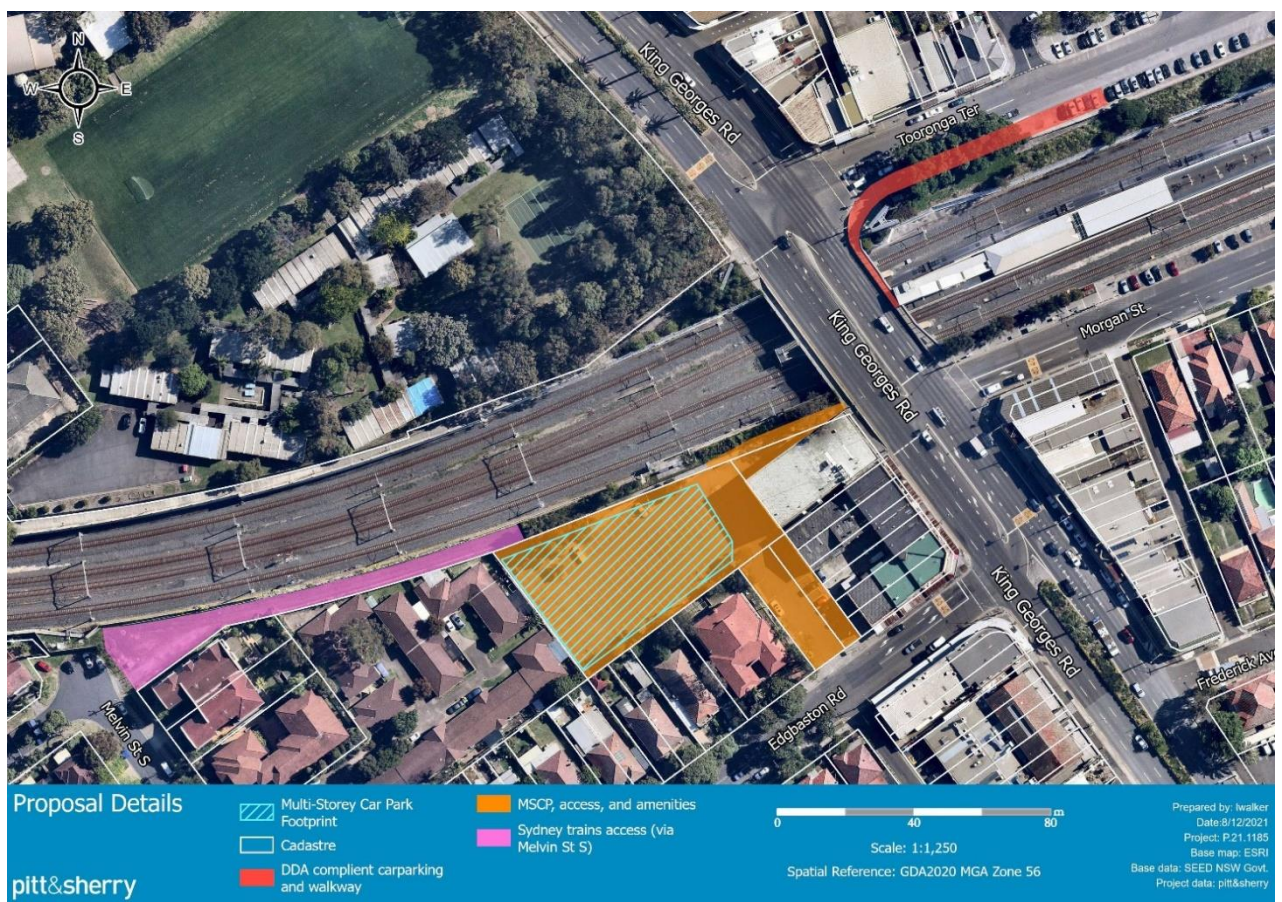 N
W
E
S
King Georges Rd
Tooronga Ter
King Georges Rd
Morgan St
King Georges Rd
Frederick Ave
Edgbaston Rd
Melvin St S
Proposal Details
Multi-Storey Car Park
Footprint
Cadastre
DDA complient carparking
and walkway
MSCP, access, and amenities
Sydney trains access (via
Melvin St S)
m
0 40 80
Scale: 1:1,250
Spatial Reference: GDA2020 MGA Zone 56
Prepared by: lwalker
Date:8/12/2021
Project: P.21.1185
Base map: ESRI
Base data: SEED NSW Govt.
Project data: pitt&sherry
pitt&sherry